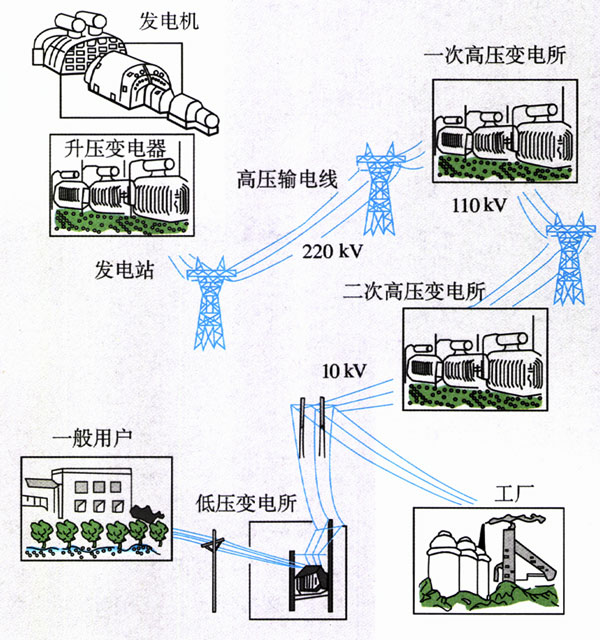 发电机
一次高压变电所
升压变电器
高压输电线
110 kV
220 kV
发电站
二次高压变电所
10 kV
一般用户
低压变电所
工厂